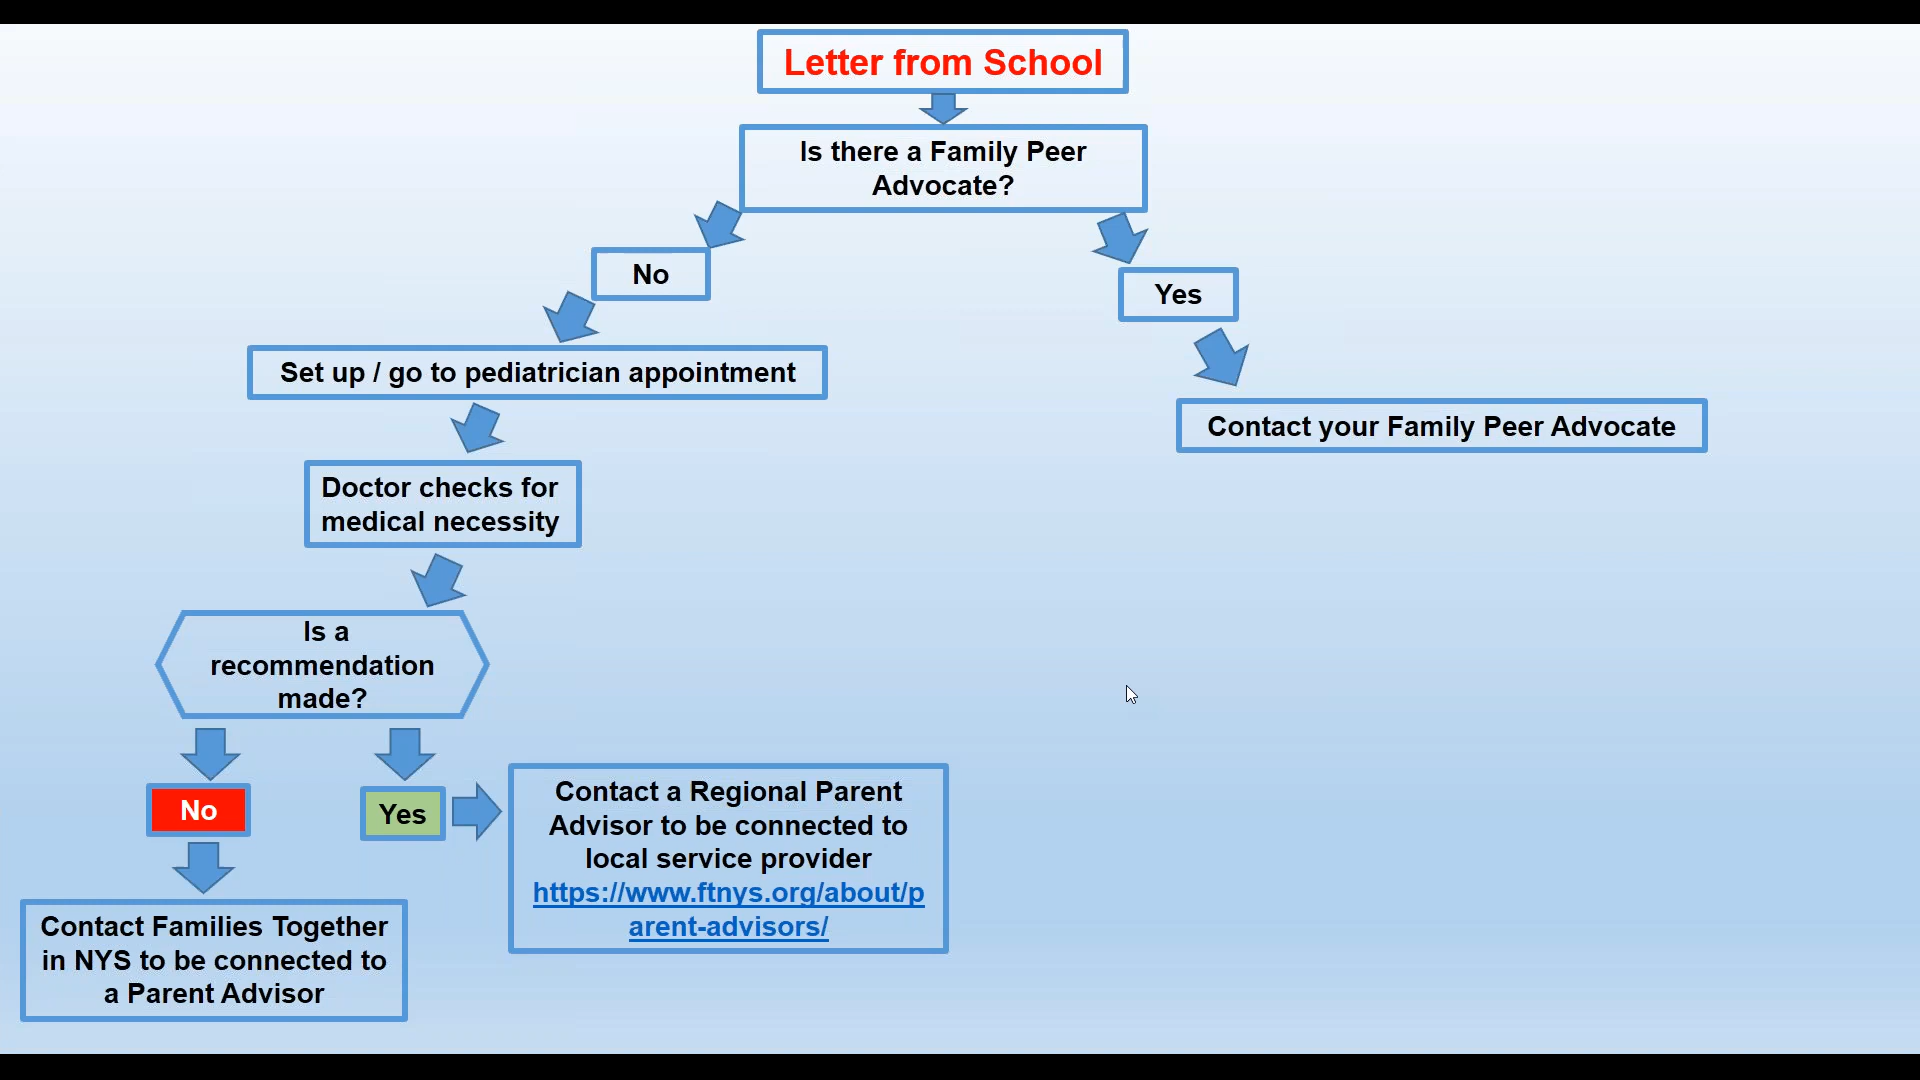 Letter from School
Is there a Family Peer
Advocate?
No
Yes
Set up / go to pediatrician appointment
Contact your Family Peer Advocate
Doctor checks for
medical necessity
Is a
recommendation
made?
No
Yes
Contact a Regional Parent
Advisor to be connected to
local service provider
https://www.ftnys.org/about/p
arent-advisors/
Contact Families Together
in NYS to be connected to
a Parent Advisor